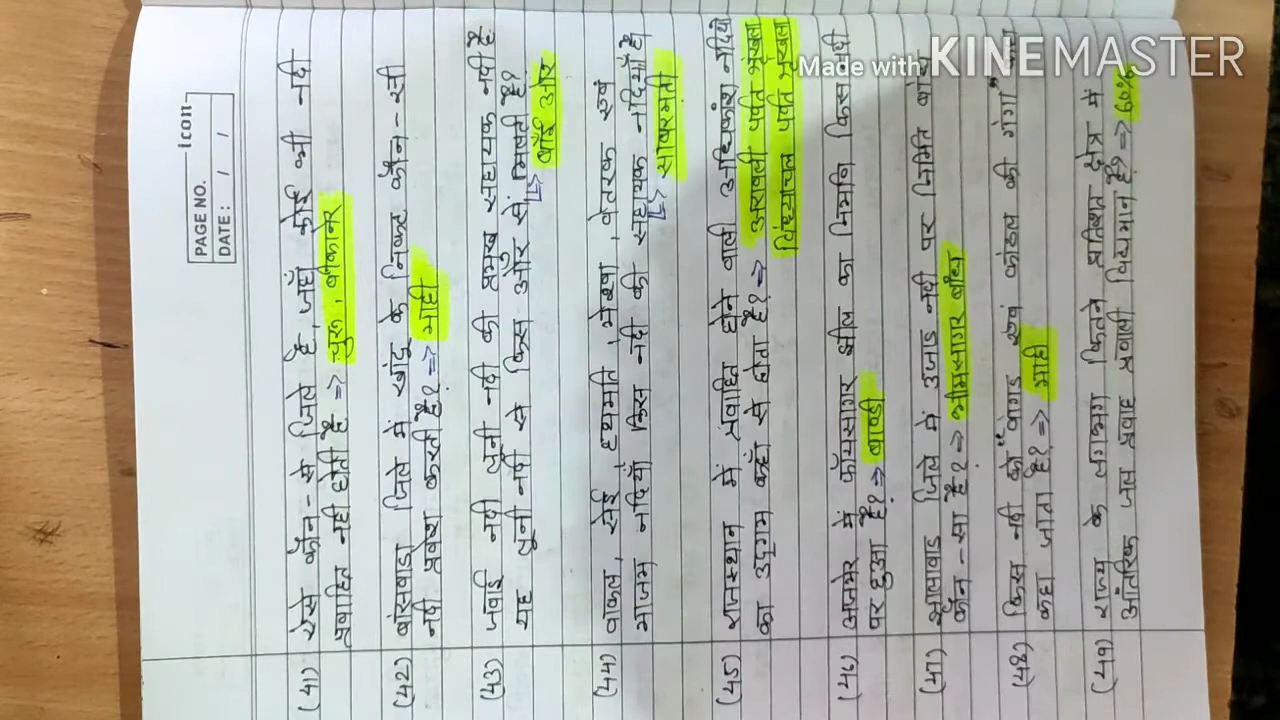 icon
PAGE NO.
DATE: / /
(41) ऐसे कौन-से जिले है, जहाँ कोई भी नदी
प्रवाहित नही होती है => चुरू, बीकानेर
(42) बांसवाडा जिले में खांदू के निकट कौन-सी
नदी प्रवेश करती है? => माही
(43) जवाई नदी लूनी नदी की प्रमुख सहायक नदी है
यह लूनी नदी से किस ओर से मिलती है?
↳> बाँई ओर
(44) वाकल, सेई, हथमति, मेश्वा, वेतरक एवं
माजम नदियाँ किस नदी की सहायक नदियाँ है।
↳> साबरमती
(45) राजस्थान में प्रवाहित होने वाली अधिकांश नदियों
का उद्गम कहाँ से होता है? => अरावली पर्वत श्रृंखला
विंध्याचल पर्वत श्रृंखला
(46) अजमेर में फॉयसागर झील का निर्माण किस नदी
पर हुआ है? => बाण्डी
(47) झालावाड जिले में उजाड नदी पर निर्मित
कौन-सा है? => भीमसागर बाँध
(48) किस नदी को "वागड एवं कांठल की गंगा"
कहा जाता है? => माही
(49) राज्य के लगभग कितने प्रतिशत क्षेत्र में
आंतरिक जल प्रवाह प्रणाली विद्यमान है? => 60%
Made with KINEMASTER